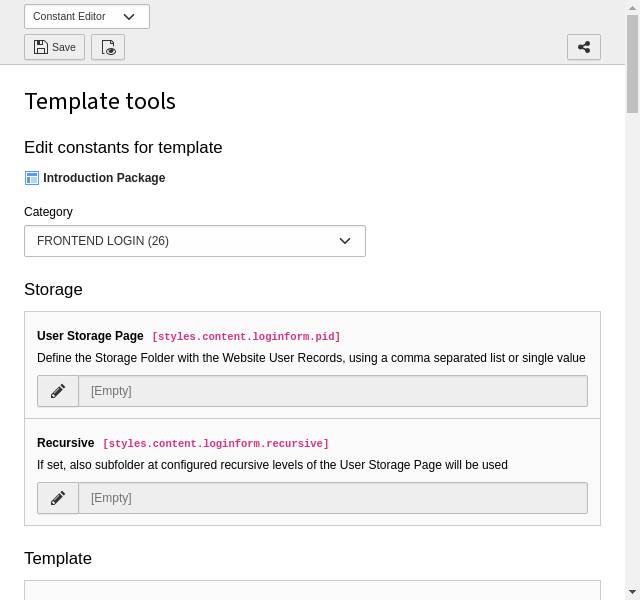 Constant Editor
Save
Template tools
Edit constants for template
Introduction Package
Category
FRONTEND LOGIN (26)
Storage
User Storage Page [styles.content.loginform.pid]
Define the Storage Folder with the Website User Records, using a comma separated list or single value
[Empty]
Recursive [styles.content.loginform.recursive]
If set, also subfolder at configured recursive levels of the User Storage Page will be used
[Empty]
Template